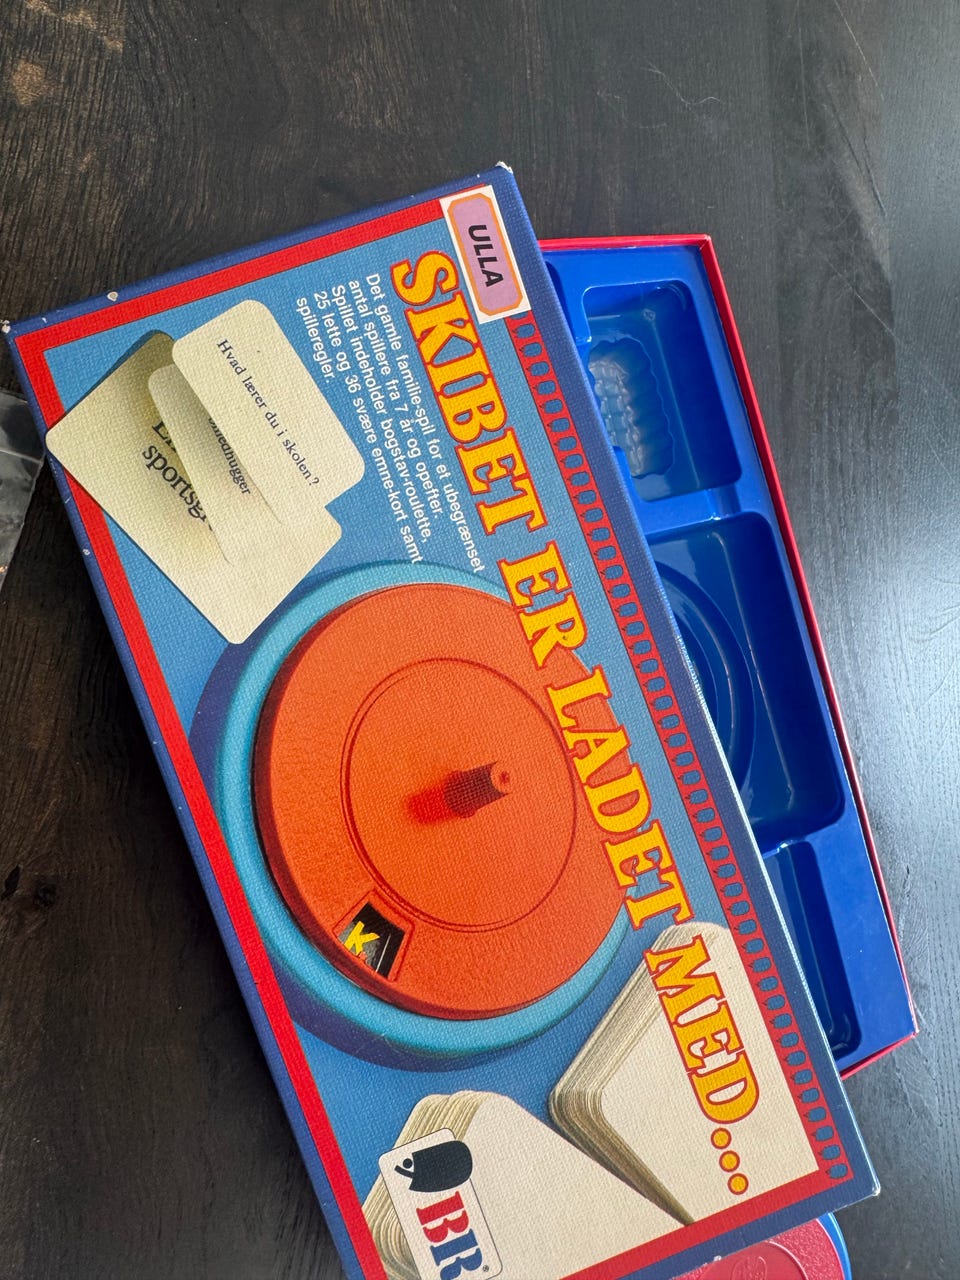 ULLA
SKIBET ER LADET MED...
Det gamle familie-spil for et ubegrænset
antal spillere fra 7 år og opefter.
Spillet indeholder bogstav-roulette,
25 lette og 36 svære emne-kort samt
spilleregler.
Hvad lærer du i skolen?
K
BR